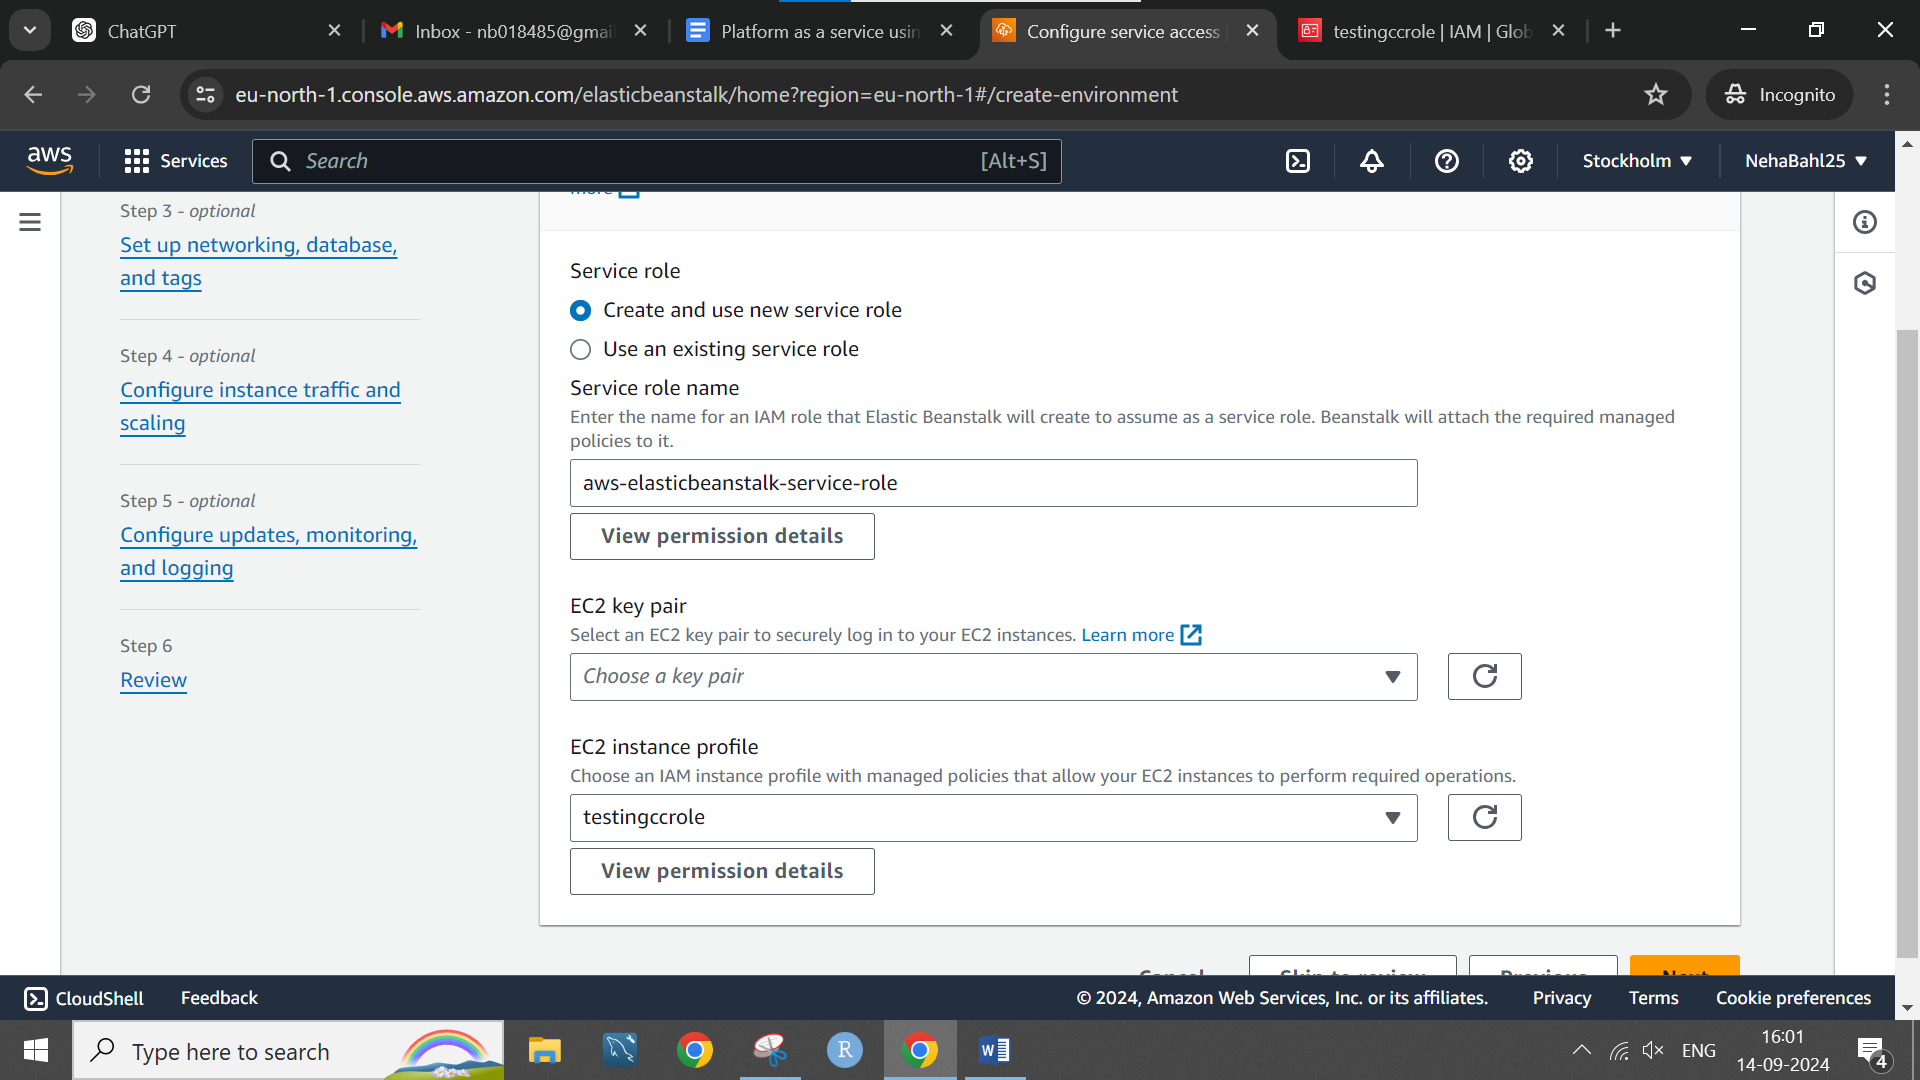 ChatGPT
Inbox - nb018485@gmai
Platform as a service usin
Configure service access
testingccrole | IAM | Glob
eu-north-1.console.aws.amazon.com/elasticbeanstalk/home?region=eu-north-1#/create-environment
Incognito
aws
Services
Search
[Alt+S]
Stockholm
NehaBahl25
more
Step 3 - optional
Set up networking, database,
and tags
Step 4 - optional
Configure instance traffic and
scaling
Step 5 - optional
Configure updates, monitoring,
and logging
Step 6
Review
Service role
Create and use new service role
Use an existing service role
Service role name
Enter the name for an IAM role that Elastic Beanstalk will create to assume as a service role. Beanstalk will attach the required managed
policies to it.
aws-elasticbeanstalk-service-role
View permission details
EC2 key pair
Select an EC2 key pair to securely log in to your EC2 instances. Learn more
Choose a key pair
EC2 instance profile
Choose an IAM instance profile with managed policies that allow your EC2 instances to perform required operations.
testingccrole
View permission details
Cancel
Skip to review
Previous
Next
CloudShell
Feedback
© 2024, Amazon Web Services, Inc. or its affiliates.
Privacy
Terms
Cookie preferences
Type here to search
R
W
ENG
16:01
14-09-2024
4